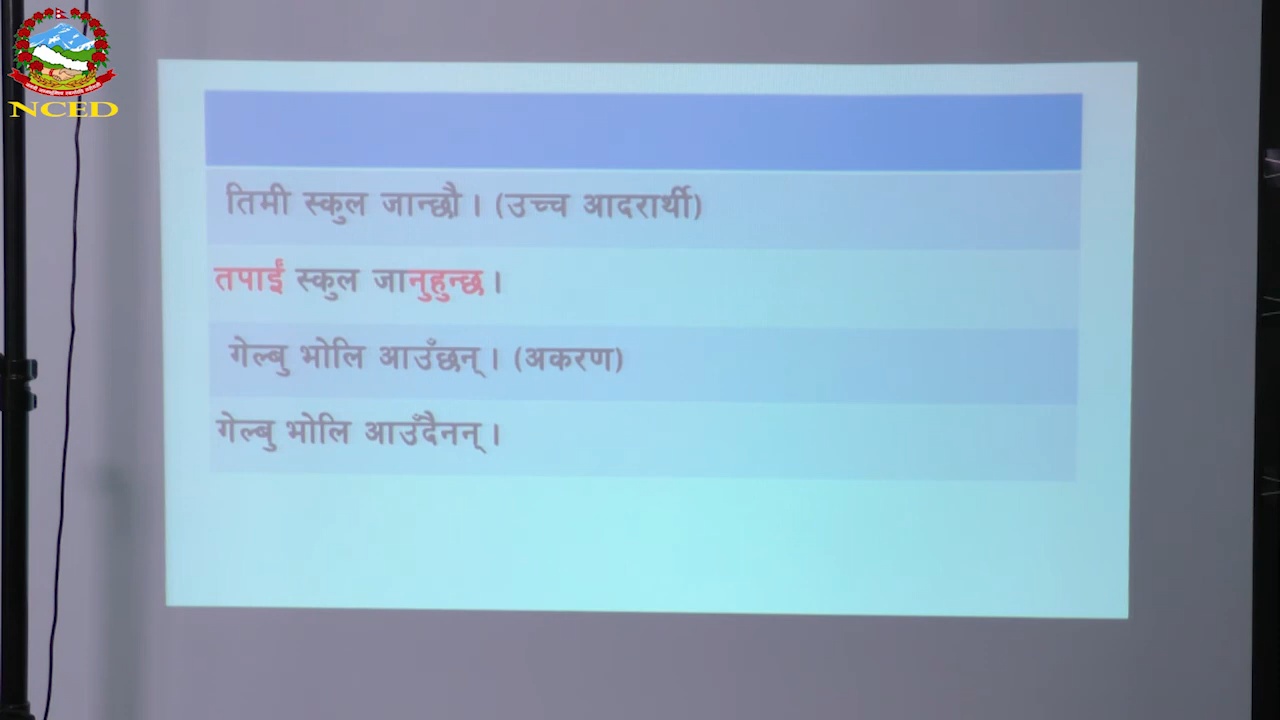 NCED
तिमी स्कुल जान्छौ । (उच्च आदरार्थी)
तपाईं स्कुल जानुहुन्छ ।
गेल्बु भोलि आउँछन् । (अकरण)
गेल्बु भोलि आउँदैनन् ।